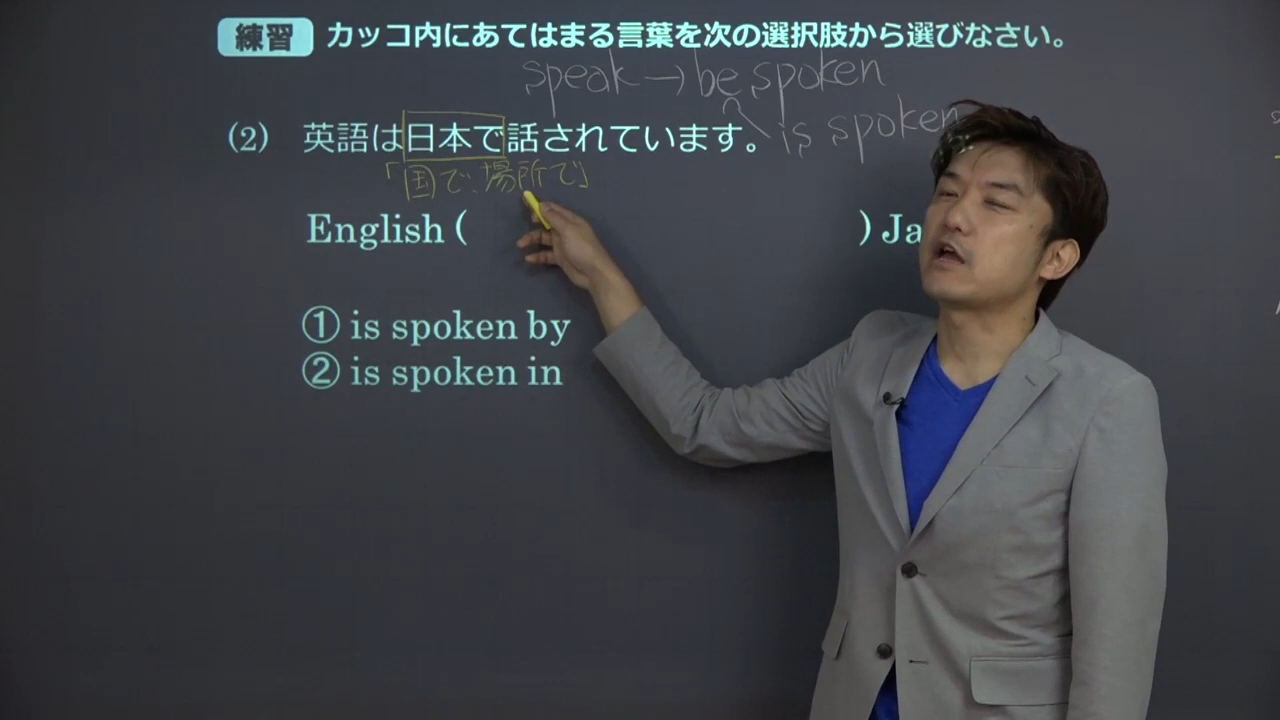 練習 カッコ内にあてはまる言葉を次の選択肢から選びなさい。
speak → be spoken
is spoken
(2) 英語は日本で話されています。
「国で、場所で」
English ( ) Ja
① is spoken by
② is spoken in